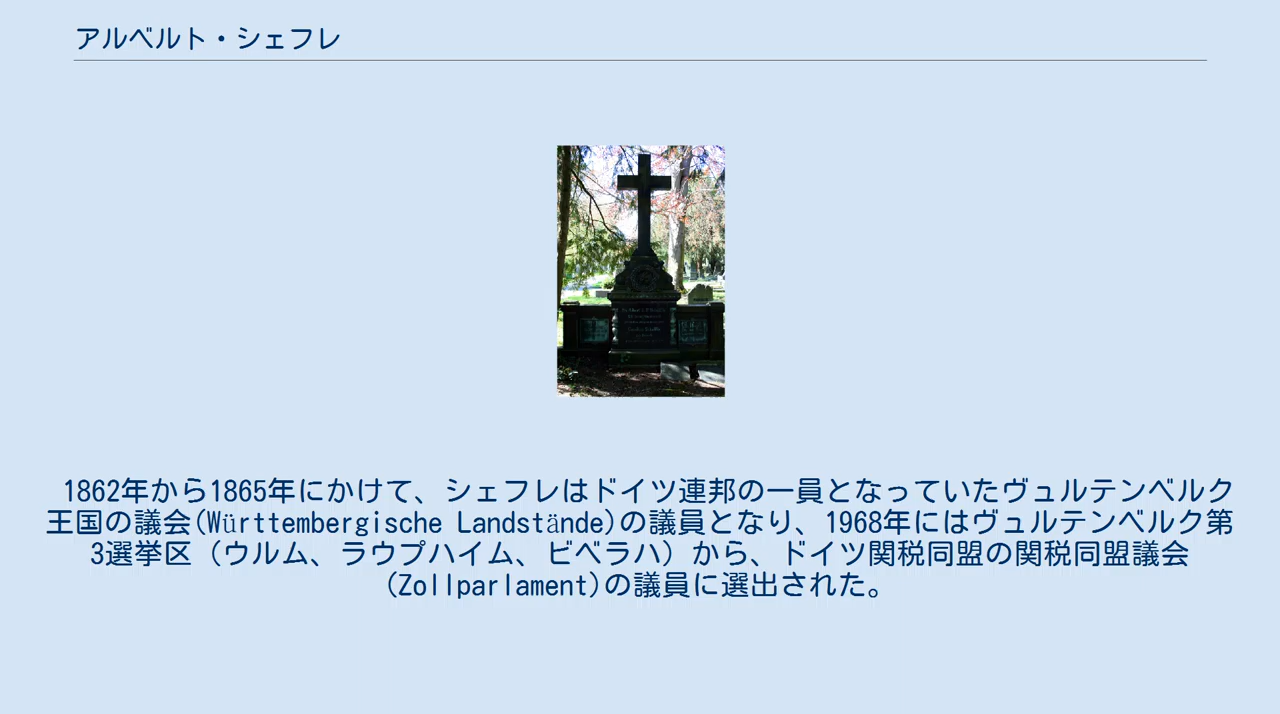 アルベルト・シェフレ
1862年から1865年にかけて、シェフレはドイツ連邦の一員となっていたヴュルテンベルク
王国の議会(Württembergische Landstände)の議員となり、1968年にはヴュルテンベルク第
3選挙区（ウルム、ラウプハイム、ビベラハ）から、ドイツ関税同盟の関税同盟議会
(Zollparlament)の議員に選出された。